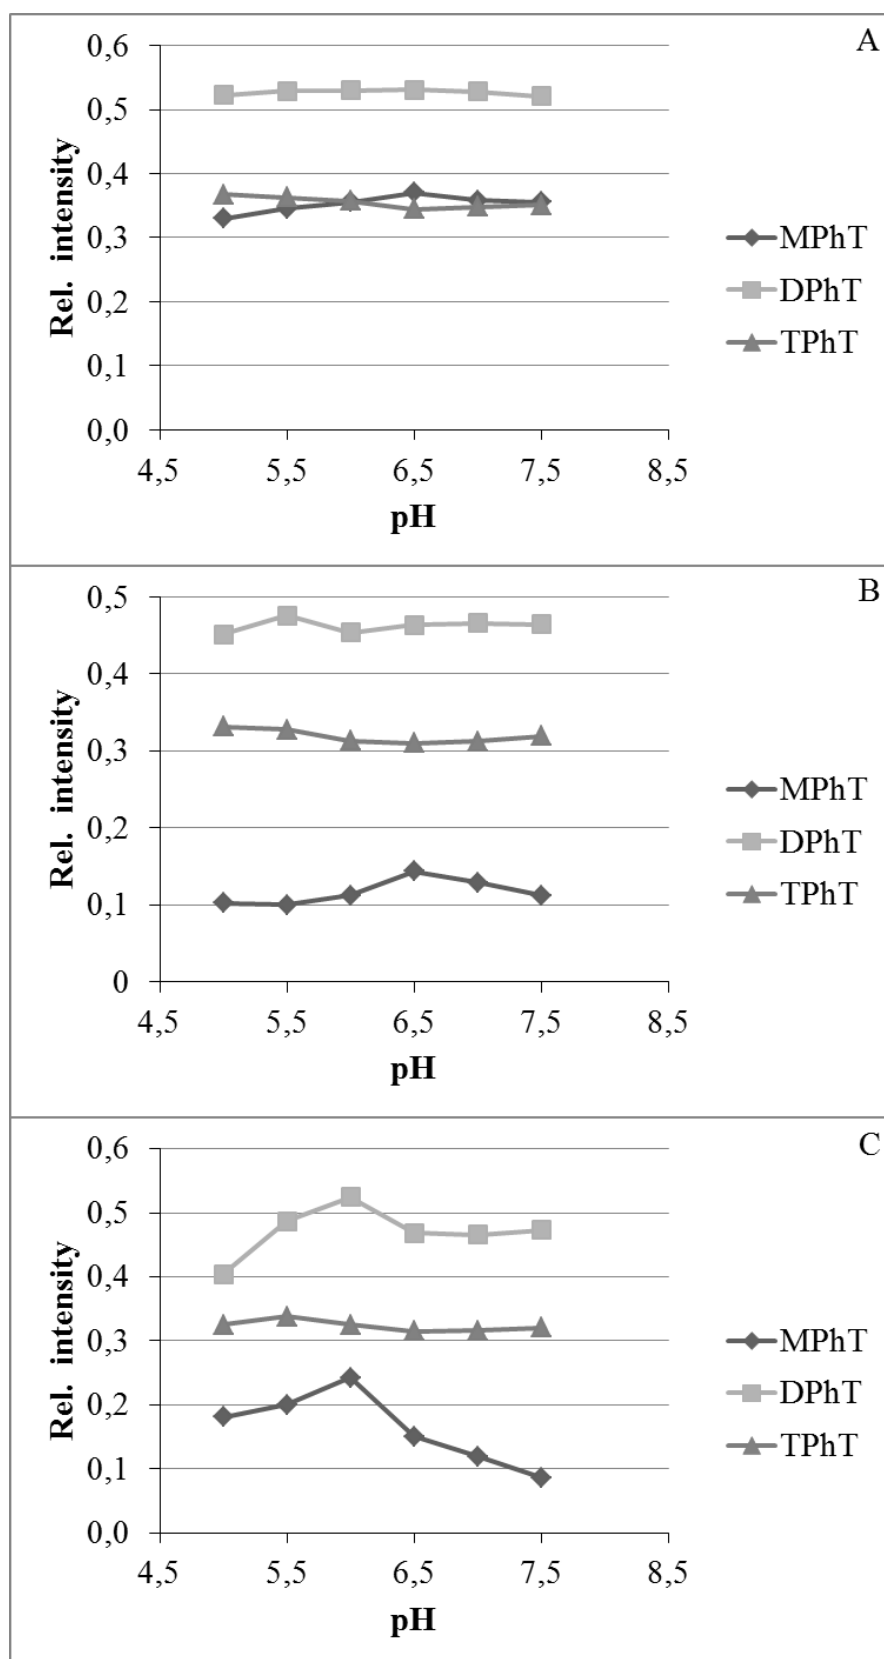 A
0,6
0,5
0,4
0,3
0,2
0,1
0,0
Rel. intensity
4,5 5,5 6,5 7,5 8,5
pH
MPhT
DPhT
TPhT
B
0,5
0,4
0,3
0,2
0,1
0
Rel. intensity
4,5 5,5 6,5 7,5 8,5
pH
MPhT
DPhT
TPhT
C
0,6
0,5
0,4
0,3
0,2
0,1
0,0
Rel. intensity
4,5 5,5 6,5 7,5 8,5
pH
MPhT
DPhT
TPhT